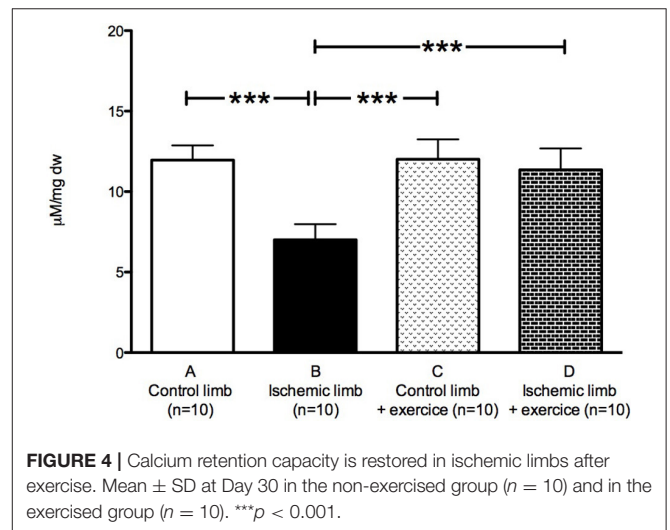 20
***
15
*** ***
µM/mg dw
10
5
0
A B C D
Control limb Ischemic limb Control limb Ischemic limb
(n=10) (n=10) + exercice (n=10) + exercice (n=10)
FIGURE 4 | Calcium retention capacity is restored in ischemic limbs after
exercise. Mean ± SD at Day 30 in the non-exercised group (n = 10) and in the
exercised group (n = 10). ***p < 0.001.